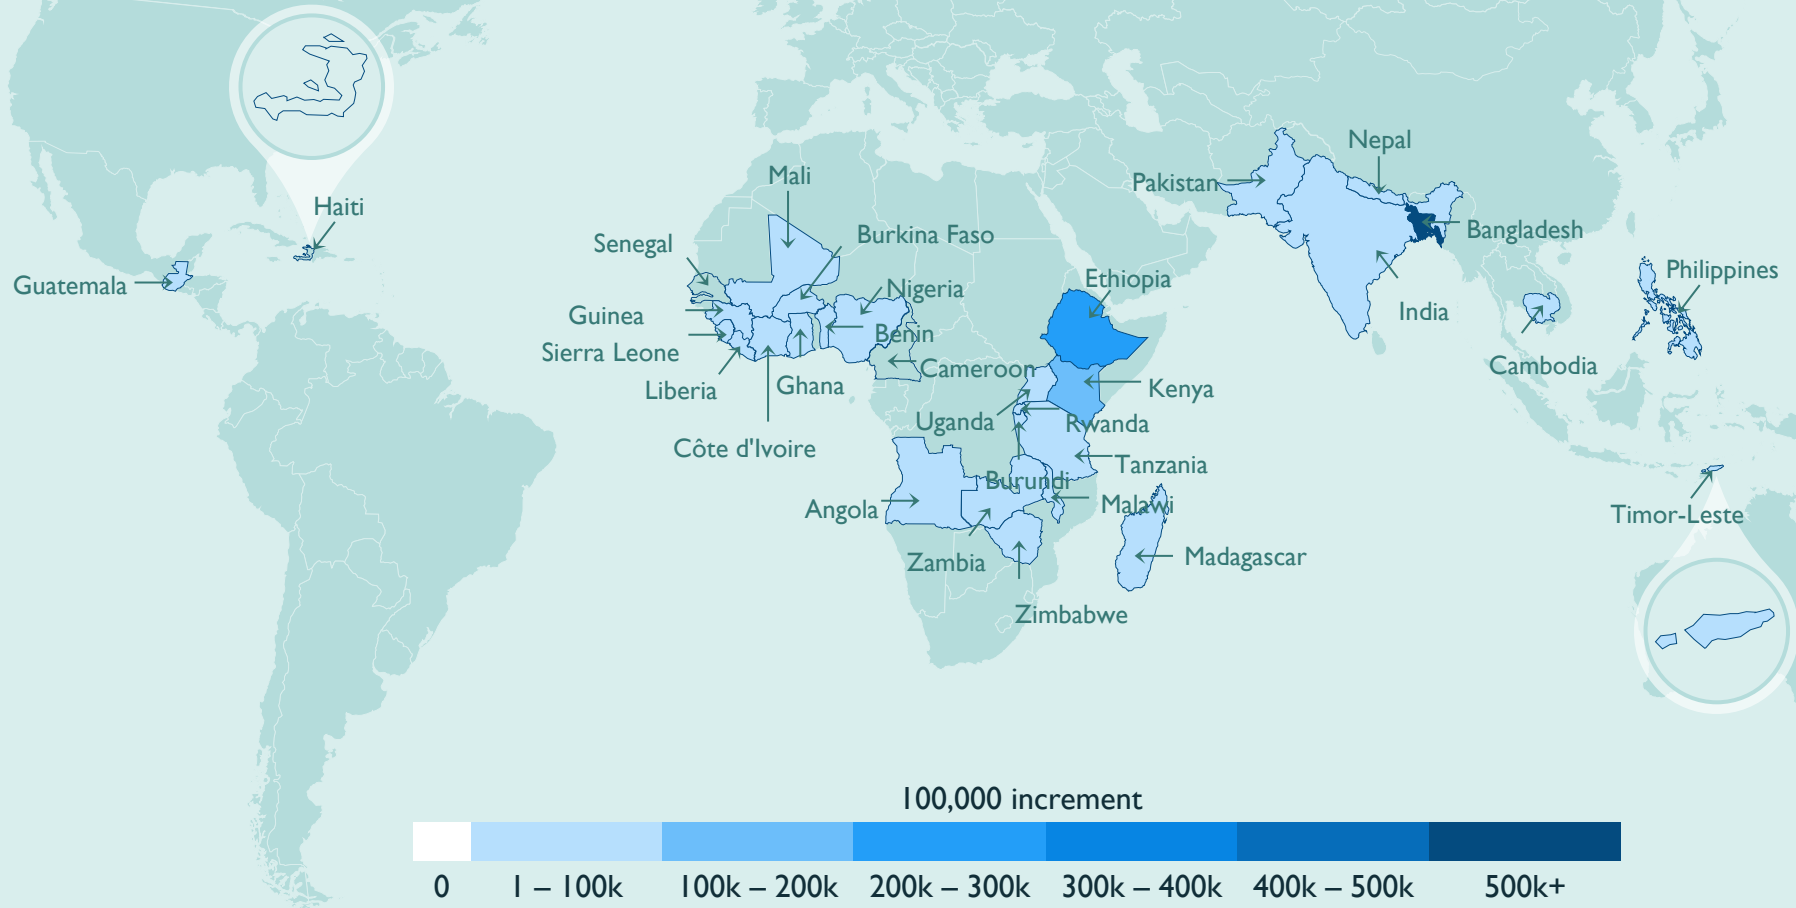 Nepal
Mali
Pakistan
Haiti
Burkina Faso
Bangladesh
Senegal
Philippines
Ethiopia
Guatemala
Nigeria
India
Guinea
Benin
Sierra Leone
Cameroon
Cambodia
Liberia
Ghana
Kenya
Uganda
Rwanda
Côte d'Ivoire
Tanzania
Burundi
Angola
Malawi
Timor-Leste
Zambia
Madagascar
Zimbabwe
100,000 increment
0
1 – 100k
100k – 200k
200k – 300k
300k – 400k
400k – 500k
500k+